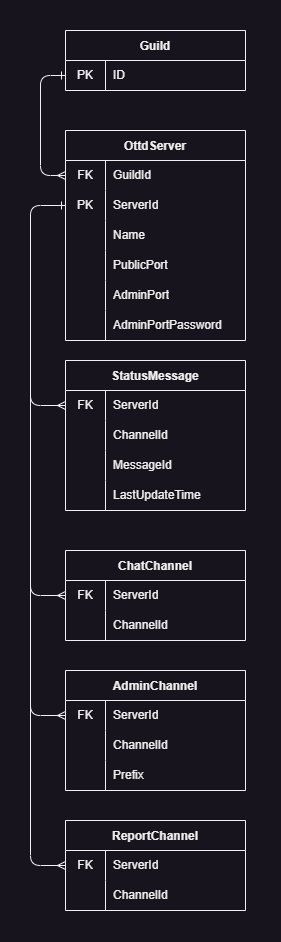 Guild
PK ID
OttdServer
FK GuildId
PK ServerId
Name
PublicPort
AdminPort
AdminPortPassword
StatusMessage
FK ServerId
ChannelId
MessageId
LastUpdateTime
ChatChannel
FK ServerId
ChannelId
AdminChannel
FK ServerId
ChannelId
Prefix
ReportChannel
FK ServerId
ChannelId